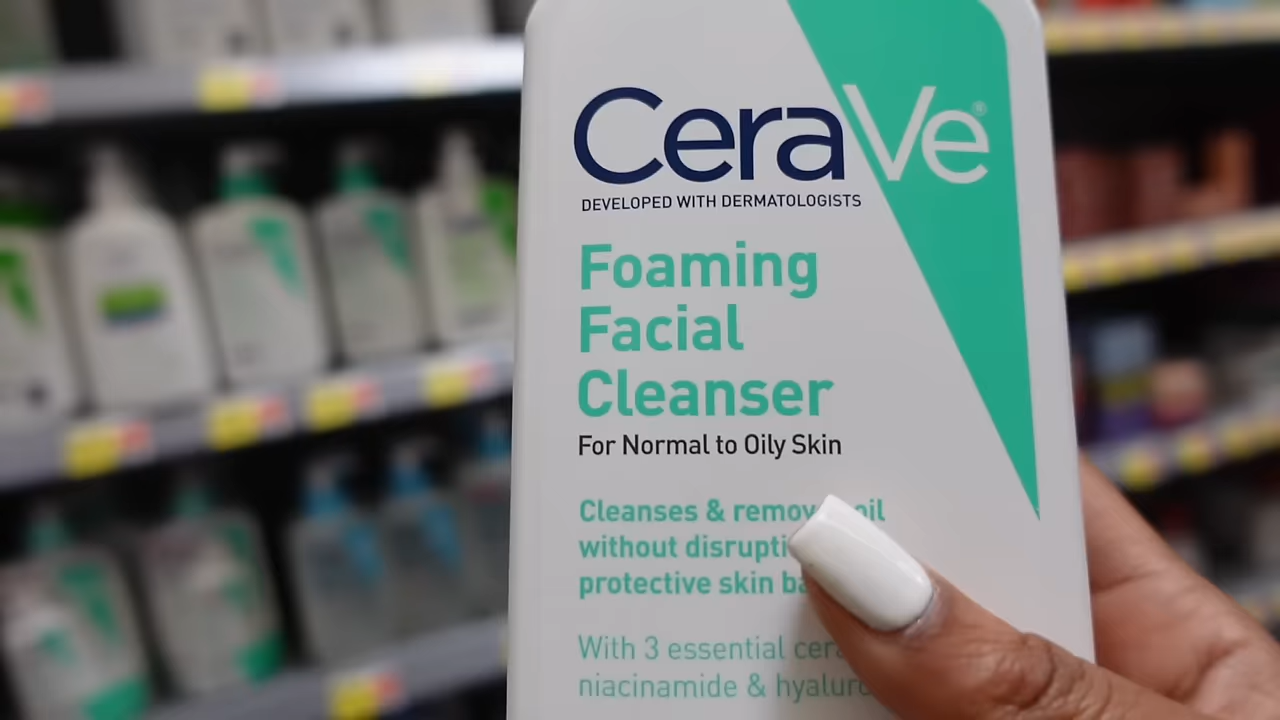 CeraVe®
DEVELOPED WITH DERMATOLOGISTS
Foaming
Facial
Cleanser
For Normal to Oily Skin
Cleanses & remov oil
without disrupti
protective skin ba
With 3 essential cera
niacinamide & hyaluro